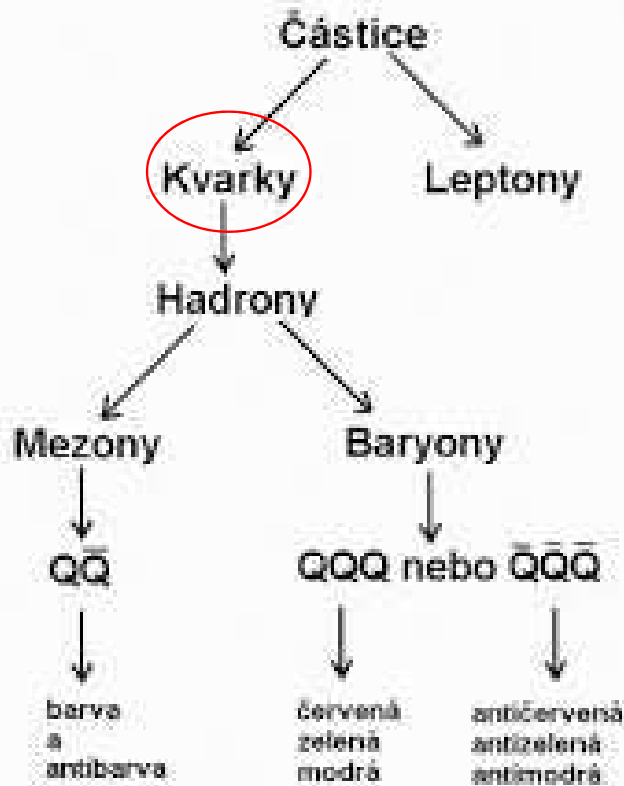 Částice
Kvarky Leptony
Hadrony
Mezony Baryony
QQ̅ QQQ nebo Q̅Q̅Q̅
barva červená antičervená
a zelená antizelená
antibarva modrá antimodrá